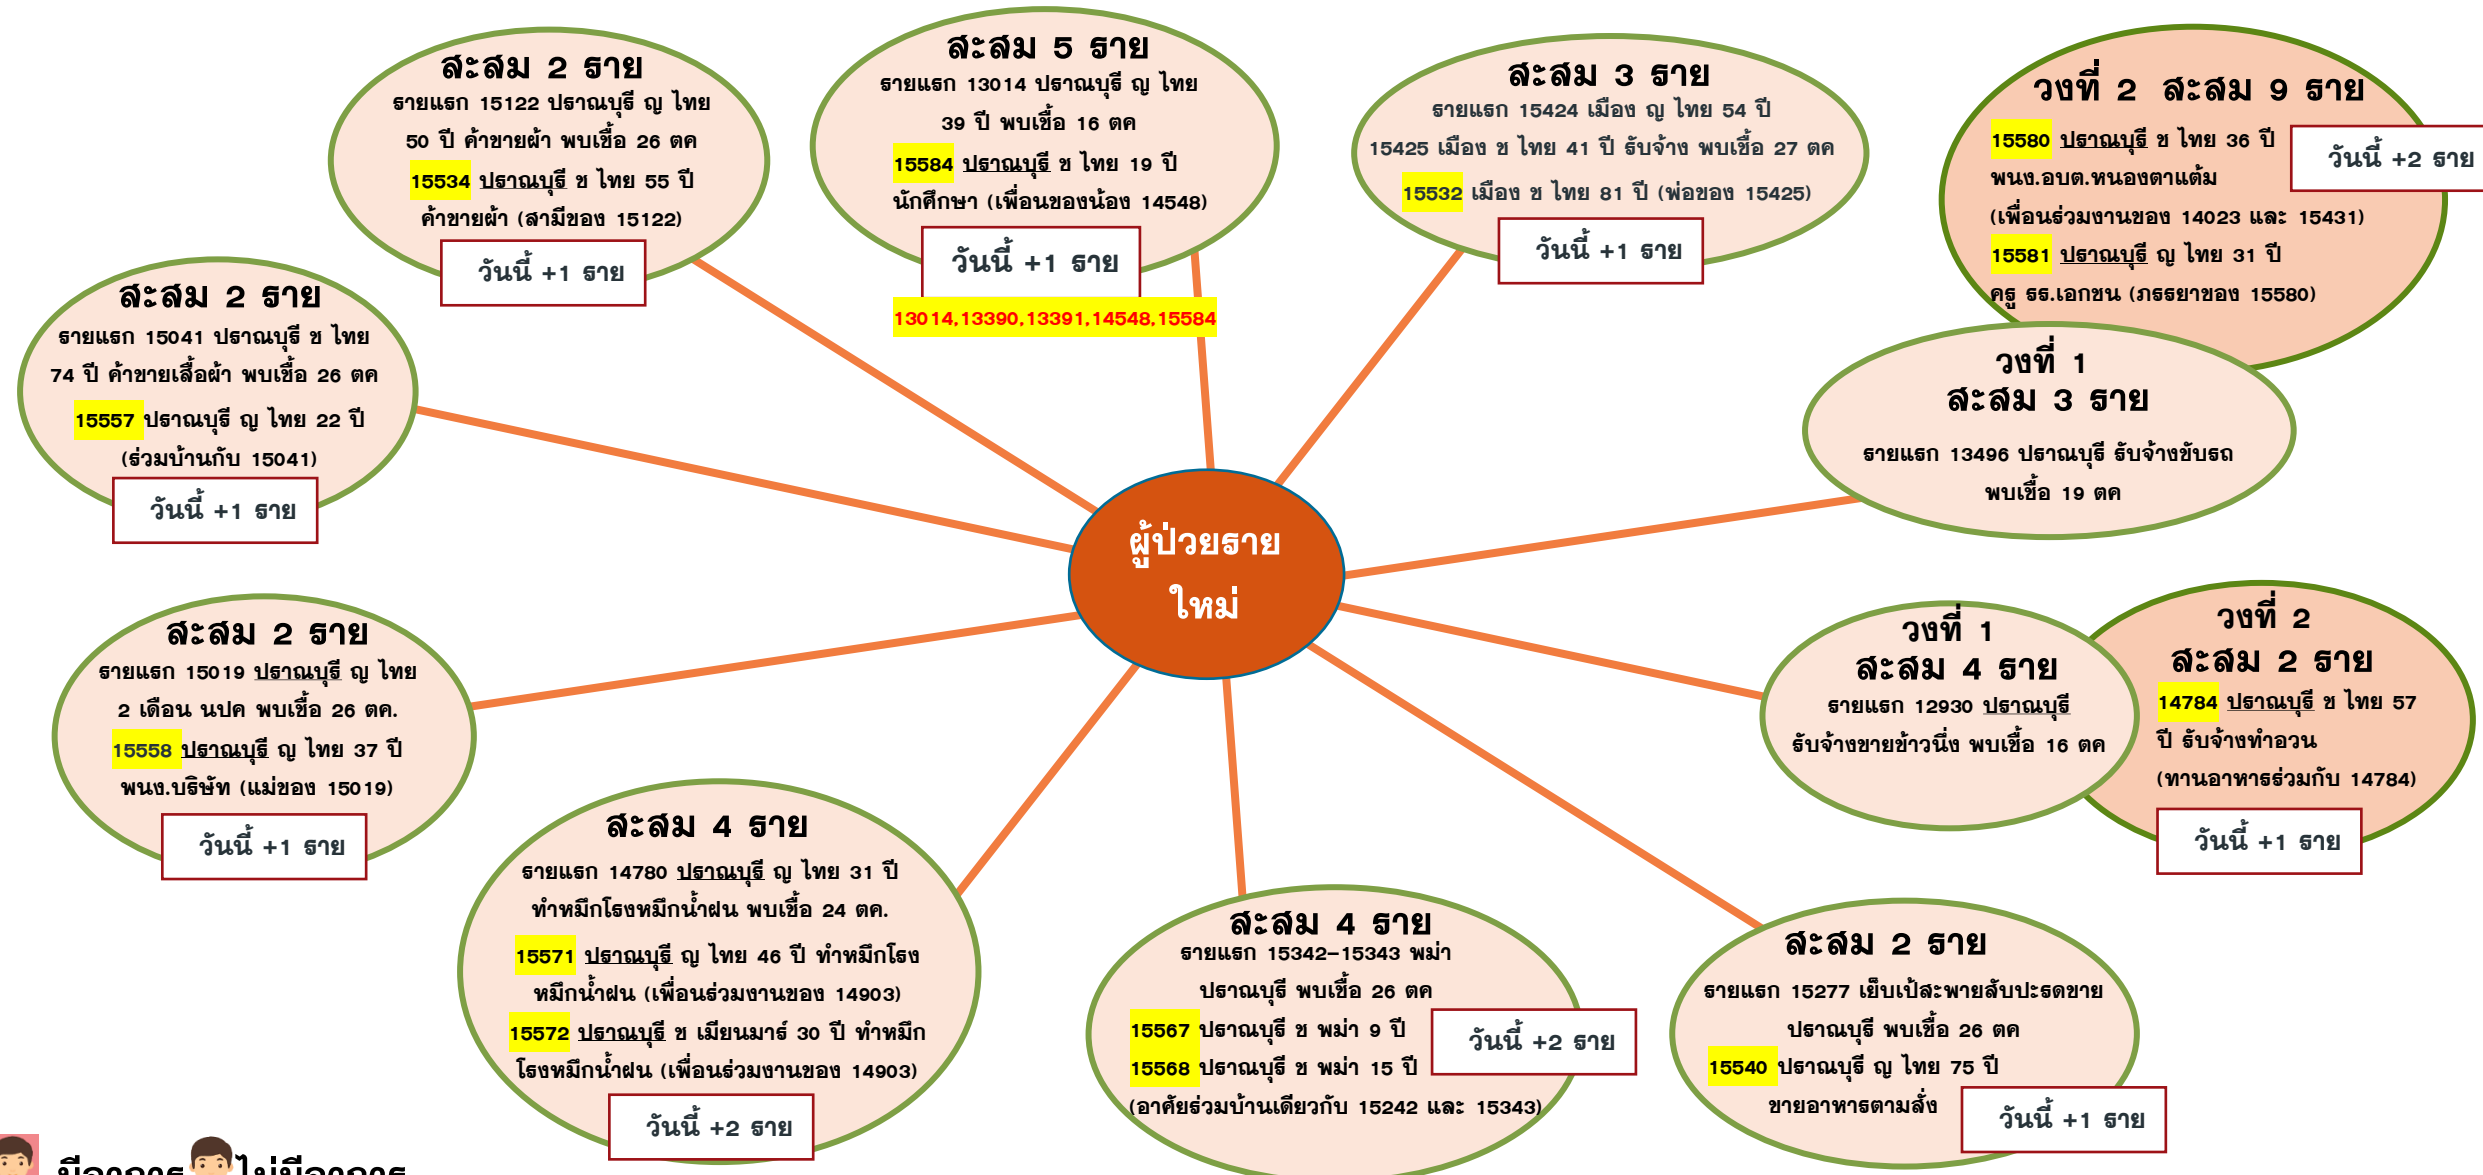 สะสม 2 ราย
รายแรก 15122 ปราณบุรี ญ ไทย
50 ปี ค้าขายผ้า พบเชื้อ 26 ตค
15534 ปราณบุรี ช ไทย 55 ปี
ค้าขายผ้า (สามีของ 15122)
วันนี้ +1 ราย
สะสม 5 ราย
รายแรก 13014 ปราณบุรี ญ ไทย
39 ปี พบเชื้อ 16 ตค
15584 ปราณบุรี ช ไทย 19 ปี
นักศึกษา (เพื่อนของน้อง 14548)
วันนี้ +1 ราย
13014,13390,13391,14548,15584
สะสม 3 ราย
รายแรก 15424 เมือง ญ ไทย 54 ปี
15425 เมือง ช ไทย 41 ปี รับจ้าง พบเชื้อ 27 ตค
15532 เมือง ช ไทย 81 ปี (พ่อของ 15425)
วันนี้ +1 ราย
วงที่ 2 สะสม 9 ราย
15580 ปราณบุรี ช ไทย 36 ปี
พนง.อบต.หนองตาแต้ม
(เพื่อนร่วมงานของ 14023 และ 15431)
15581 ปราณบุรี ญ ไทย 31 ปี
ครู รร.เอกชน (ภรรยาของ 15580)
วันนี้ +2 ราย
วงที่ 1
สะสม 3 ราย
รายแรก 13496 ปราณบุรี รับจ้างขับรถ
พบเชื้อ 19 ตค
สะสม 2 ราย
รายแรก 15041 ปราณบุรี ช ไทย
74 ปี ค้าขายเสื้อผ้า พบเชื้อ 26 ตค
15557 ปราณบุรี ญ ไทย 22 ปี
(ร่วมบ้านกับ 15041)
วันนี้ +1 ราย
ผู้ป่วยราย
ใหม่
สะสม 2 ราย
รายแรก 15019 ปราณบุรี ญ ไทย
2 เดือน นปค พบเชื้อ 26 ตค.
15558 ปราณบุรี ญ ไทย 37 ปี
พนง.บริษัท (แม่ของ 15019)
วันนี้ +1 ราย
วงที่ 1
สะสม 4 ราย
รายแรก 12930 ปราณบุรี
รับจ้างขายข้าวนึ่ง พบเชื้อ 16 ตค
วงที่ 2
สะสม 2 ราย
14784 ปราณบุรี ช ไทย 57
ปี รับจ้างทำอวน
(ทานอาหารร่วมกับ 14784)
วันนี้ +1 ราย
สะสม 4 ราย
รายแรก 14780 ปราณบุรี ญ ไทย 31 ปี
ทำหมึกโรงหมึกน้ำฝน พบเชื้อ 24 ตค.
15571 ปราณบุรี ญ ไทย 46 ปี ทำหมึกโรง
หมึกน้ำฝน (เพื่อนร่วมงานของ 14903)
15572 ปราณบุรี ช เมียนมาร์ 30 ปี ทำหมึก
โรงหมึกน้ำฝน (เพื่อนร่วมงานของ 14903)
วันนี้ +2 ราย
สะสม 4 ราย
รายแรก 15342–15343 พม่า
ปราณบุรี พบเชื้อ 26 ตค
15567 ปราณบุรี ช พม่า 9 ปี
15568 ปราณบุรี ช พม่า 15 ปี
(อาศัยร่วมบ้านเดียวกับ 15242 และ 15343)
วันนี้ +2 ราย
สะสม 2 ราย
รายแรก 15277 เย็บเป้สะพายสับปะรดขาย
ปราณบุรี พบเชื้อ 26 ตค
15540 ปราณบุรี ญ ไทย 75 ปี
ขายอาหารตามสั่ง
วันนี้ +1 ราย
มีอาการ ไม่มีอาการ